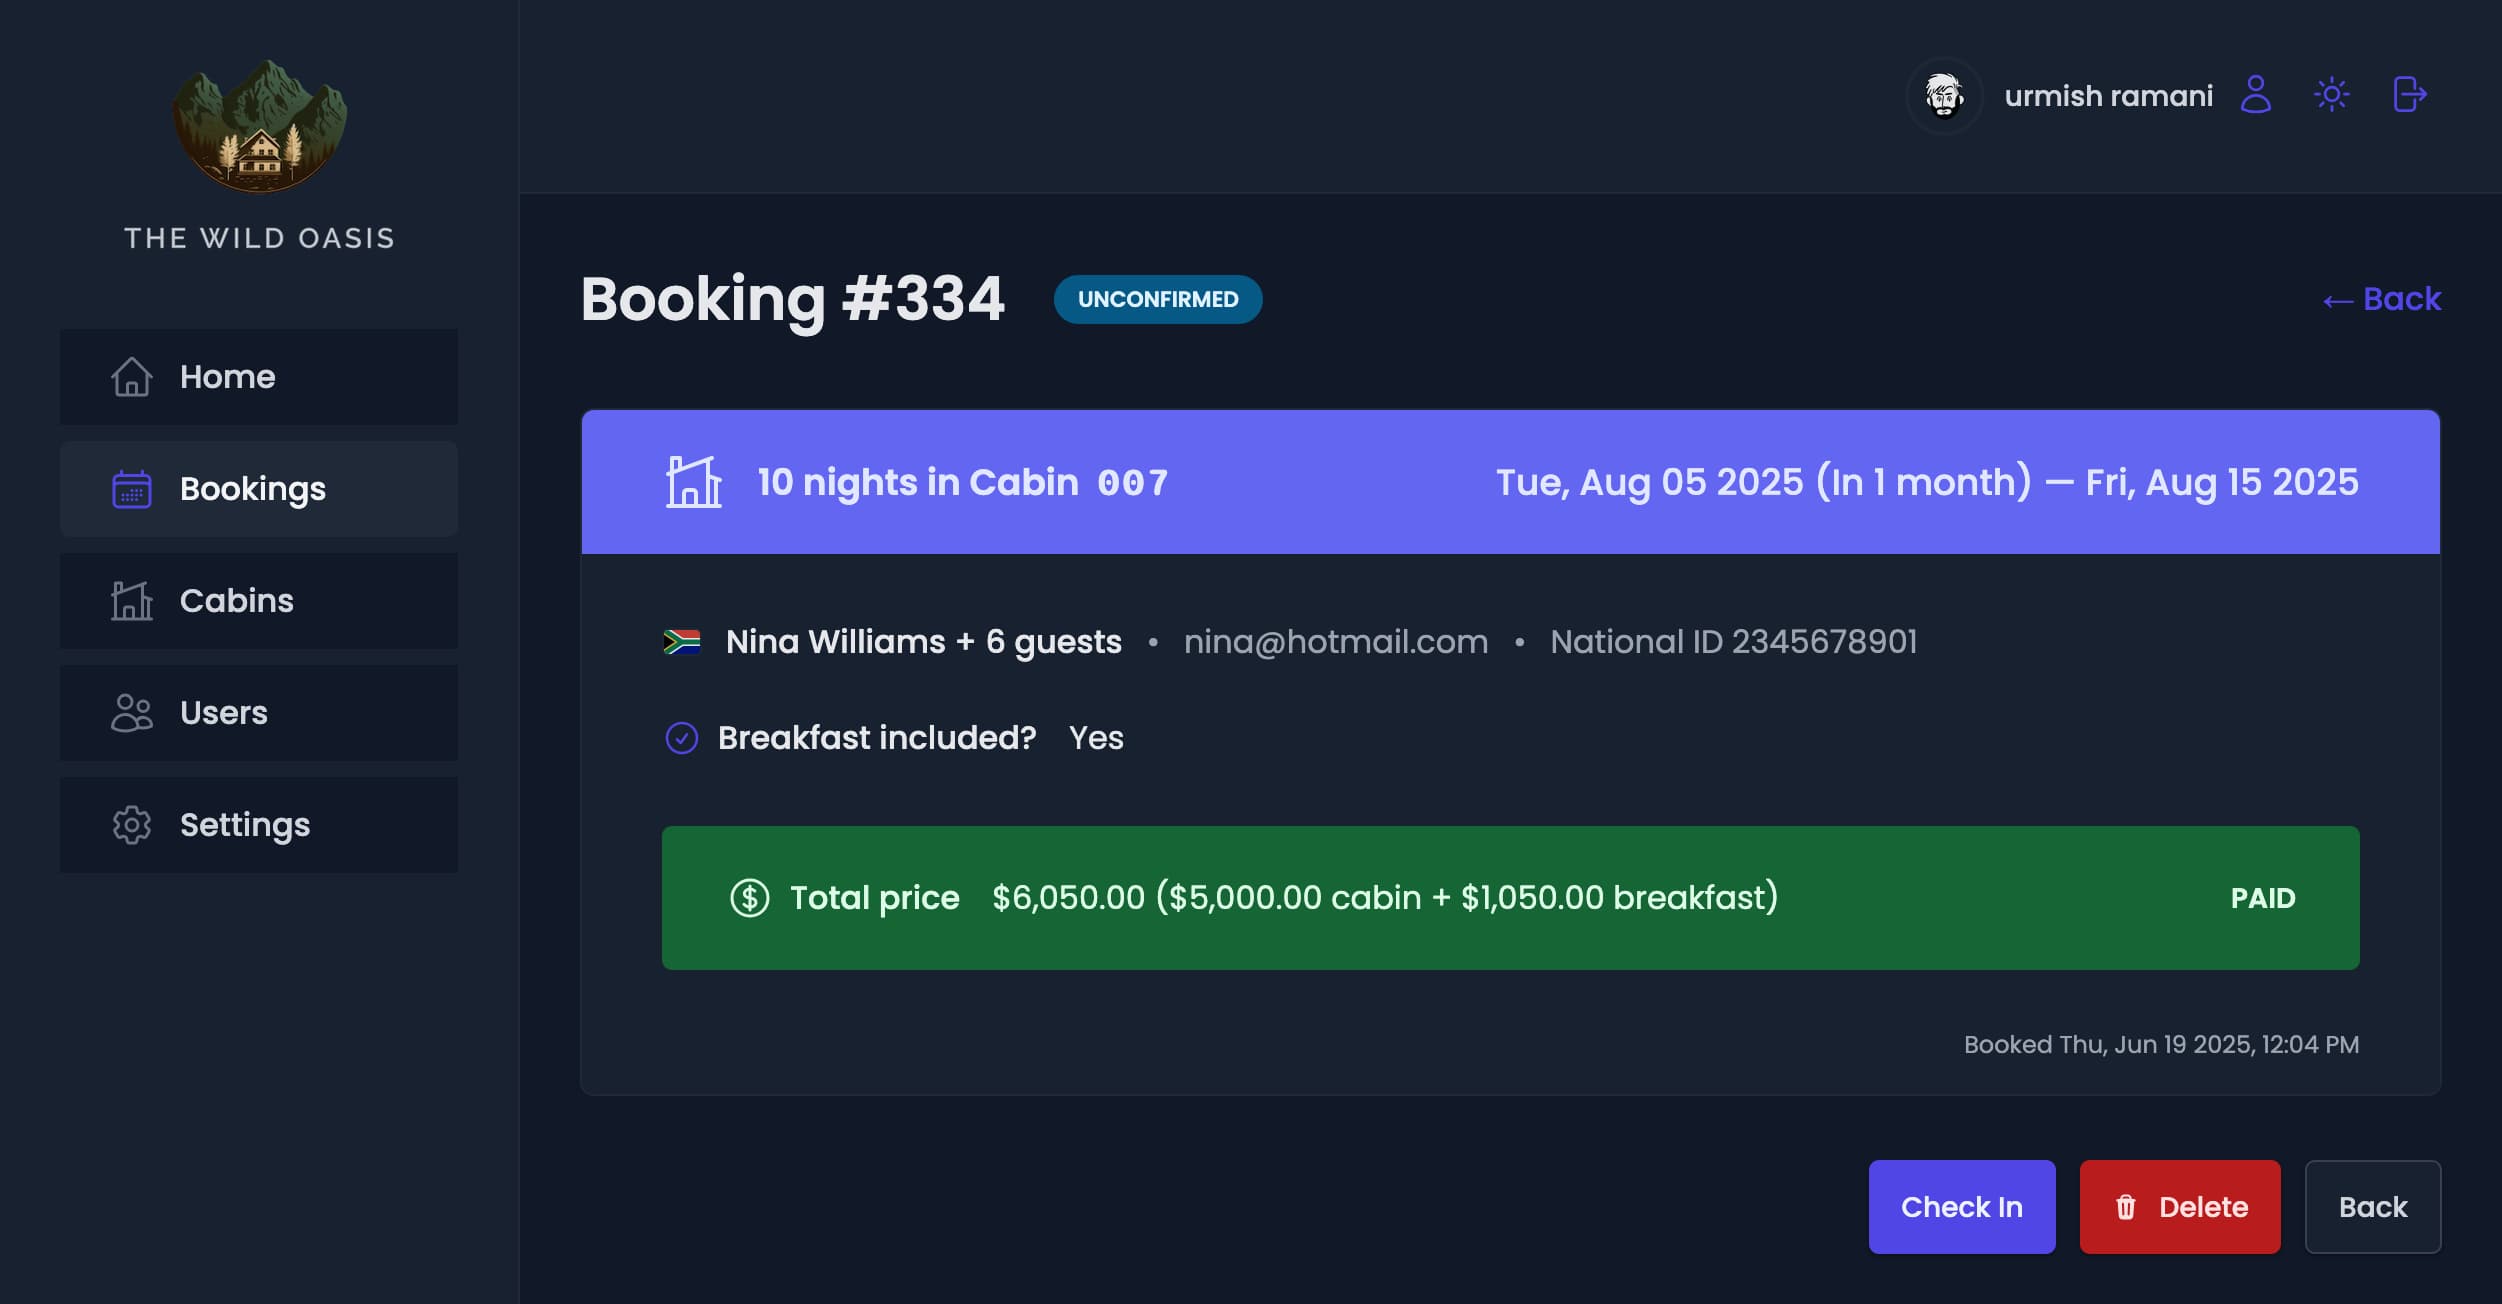 THE WILD OASIS
Home
Bookings
Cabins
Users
Settings
urmish ramani
Booking #334 UNCONFIRMED
← Back
10 nights in Cabin 007
Tue, Aug 05 2025 (In 1 month) — Fri, Aug 15 2025
Nina Williams + 6 guests • nina@hotmail.com • National ID 2345678901
Breakfast included? Yes
Total price $6,050.00 ($5,000.00 cabin + $1,050.00 breakfast) PAID
Booked Thu, Jun 19 2025, 12:04 PM
Check In
Delete
Back